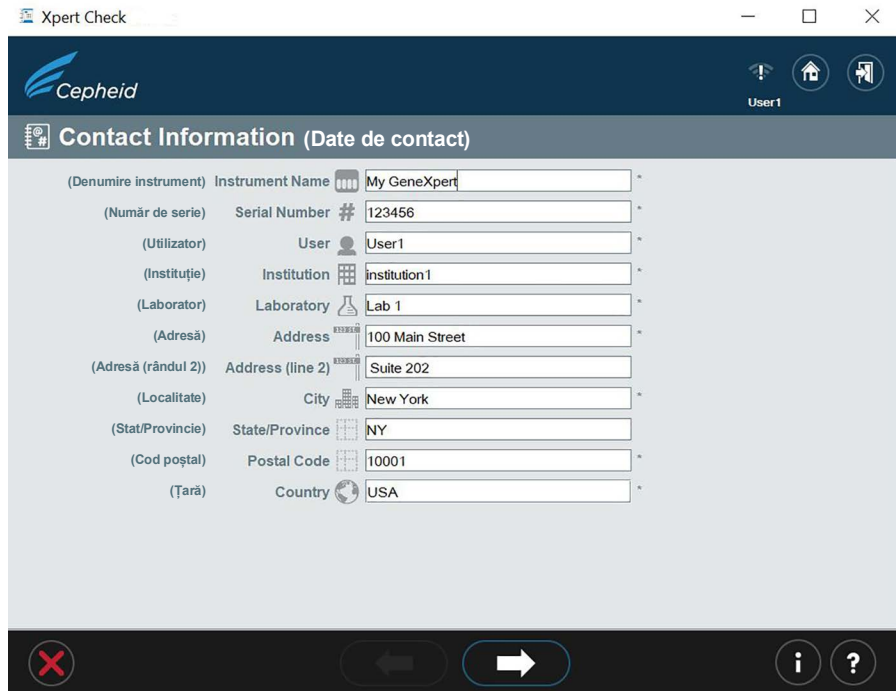 Xpert Check
Cepheid
User1
Contact Information (Date de contact)
(Denumire instrument) Instrument Name My GeneXpert *
(Număr de serie) Serial Number # 123456 *
(Utilizator) User User1 *
(Instituție) Institution institution1 *
(Laborator) Laboratory Lab 1 *
(Adresă) Address 100 Main Street *
(Adresă (rândul 2)) Address (line 2) Suite 202
(Localitate) City New York *
(Stat/Provincie) State/Province NY
(Cod poștal) Postal Code 10001 *
(Țară) Country USA *
i ?